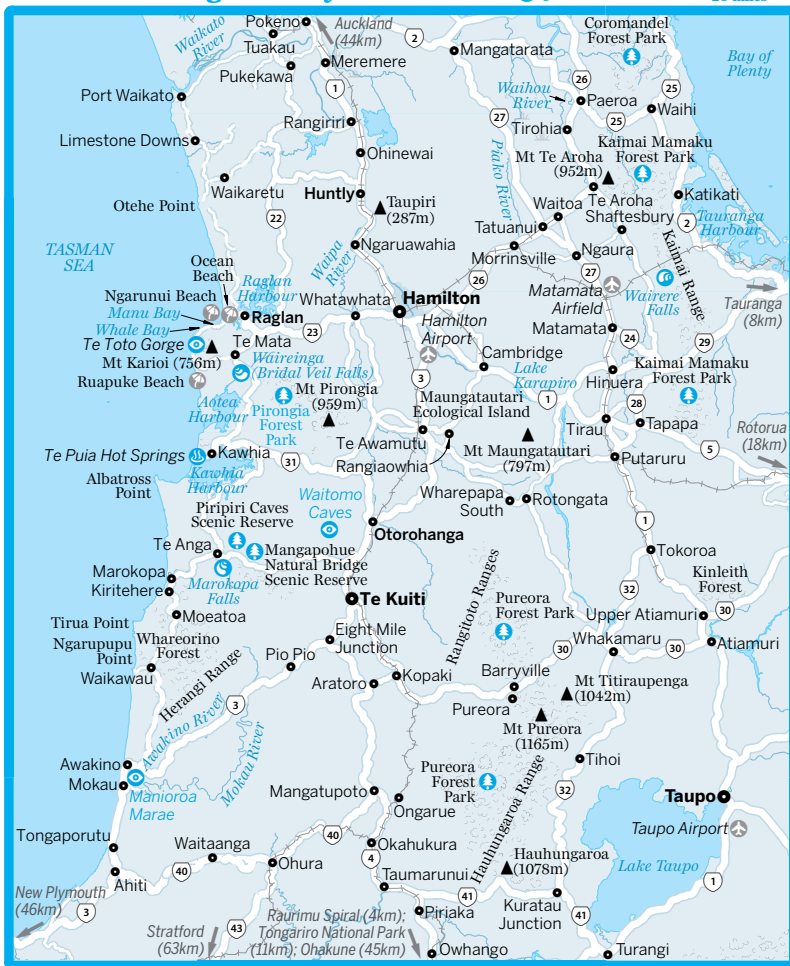 Pokeno
Auckland
(44km)
2
Mangatarata
Coromandel
Forest Park
Bay of
Plenty
Waikato
River
Tuakau
Pukekawa
Meremere
1
26
25
Waihou
River
Paeroa
Port Waikato
27
25
Waihi
Rangiriri
Tirohia
Limestone Downs
Ohinewai
Piako River
Mt Te Aroha
(952m)
Kaimai Mamaku
Forest Park
Waikaretu
Huntly
Taupiri
(287m)
Waitoa
Te Aroha
Katikati
Otehe Point
22
Tatuanui
Shaftesbury
2
Tauranga
Harbour
TASMAN
SEA
Ocean
Beach
Waipa
River
Ngaruawahia
Morrinsville
Ngaura
Kaimai Range
Raglan
Harbour
26
27
Matamata
Airfield
Wairere
Falls
Tauranga
(8km)
Ngarunui Beach
Manu Bay
Whale Bay
Raglan
Whatawhata
Hamilton
23
Hamilton
Airport
Matamata
24
29
Te Toto Gorge
Mt Karioi (756m)
Te Mata
Waireinga
(Bridal Veil Falls)
Cambridge
Lake
Karapiro
Hinuera
Kaimai Mamaku
Forest Park
Ruapuke Beach
3
1
Aotea
Harbour
Pirongia
Forest
Park
Mt Pirongia
(959m)
Maungatautari
Ecological Island
28
Tirau
Tapapa
Te Awamutu
Rangiaowhia
Mt Maungatautari
(797m)
Rotorua
(18km)
5
Te Puia Hot Springs
Kawhia
31
Putaruru
Albatross
Point
Kawhia
Harbour
Waitomo
Caves
Wharepapa
South
Rotongata
Piripiri Caves
Scenic Reserve
Otorohanga
1
Te Anga
Mangapohue
Natural Bridge
Scenic Reserve
Tokoroa
Marokopa
Kiritehere
Marokopa
Falls
Rangitoto Ranges
Kinleith
Forest
32
Te Kuiti
Pureora
Forest Park
Upper Atiamuri
30
Moeatoa
Tirua Point
Ngarupupu
Point
Whareorino
Forest
Eight Mile
Junction
Whakamaru
30
Atiamuri
30
Waikawau
Herangi Range
Pio Pio
Kopaki
Barryville
Aratoro
Mt Titiraupenga
(1042m)
3
Pureora
Mt Pureora
(1165m)
Awakino River
Mokau River
Awakino
Tihoi
Mokau
Manioroa
Marae
Mangatupoto
Pureora
Forest
Park
32
Taupo
Ongarue
Hauhungaroa Range
Taupo Airport
Tongaporutu
40
Okahukura
Waitaanga
4
Hauhungaroa
(1078m)
Lake Taupo
40
Ohura
Ahiti
Taumarunui
1
New Plymouth
(46km)
3
41
Kuratau
Junction
Raurimu Spiral (4km);
Tongariro National Park
(11km); Ohakune (45km)
Piriaka
41
Stratford
(63km)
43
Owhango
Turangi